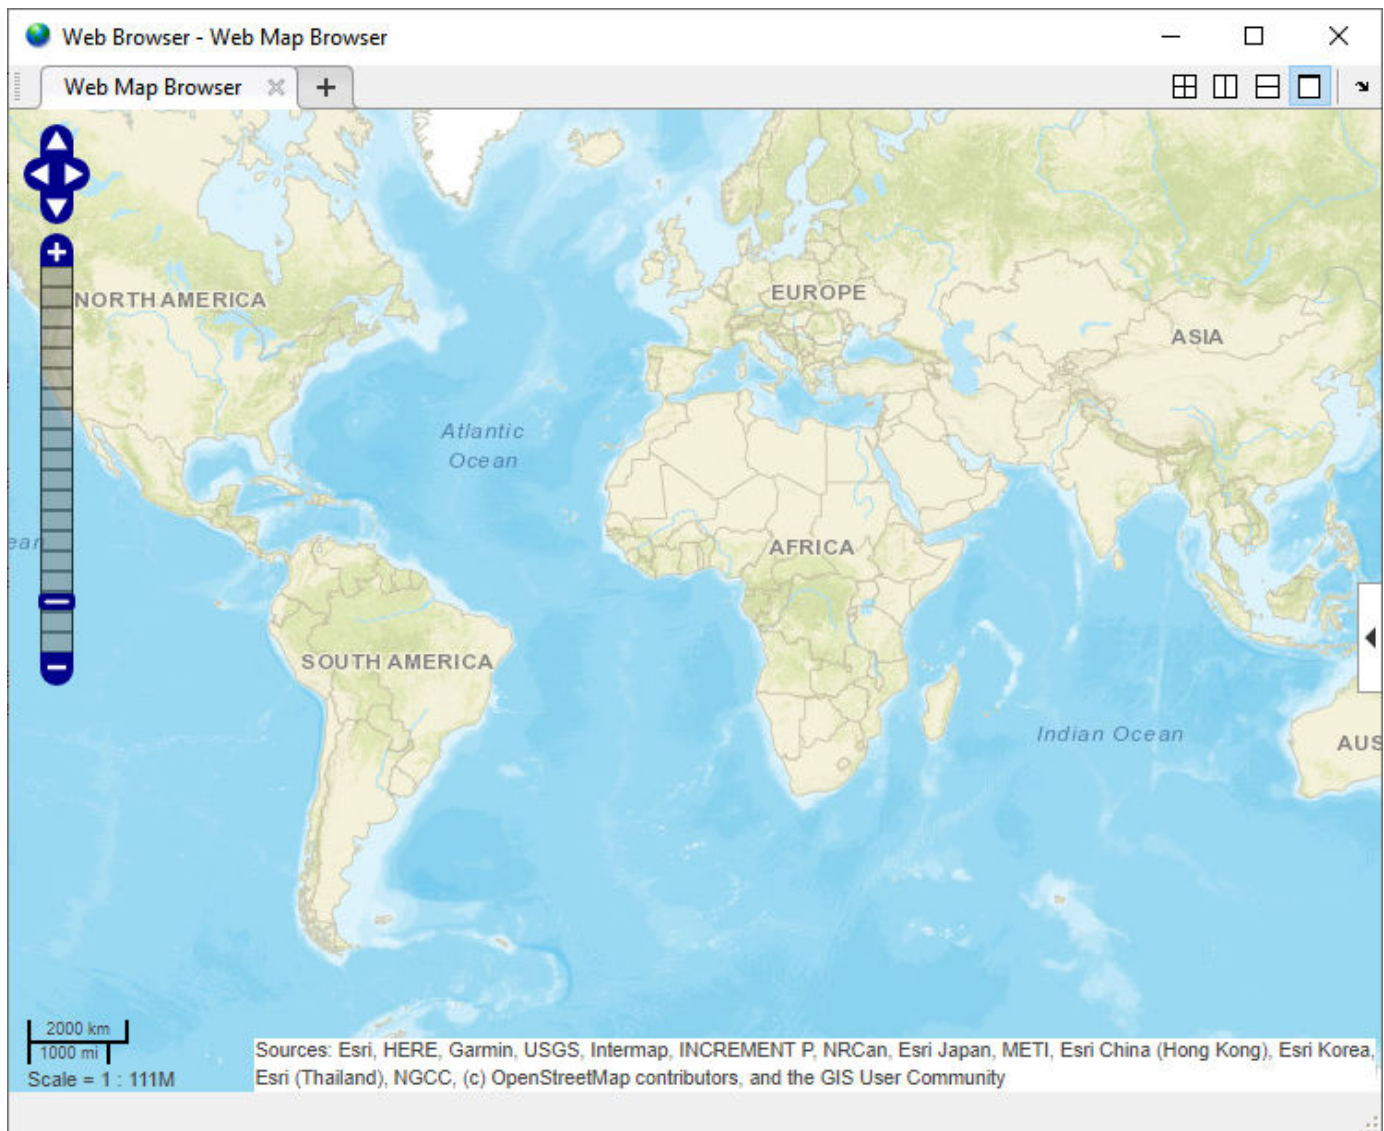 Web Browser - Web Map Browser
Web Map Browser
NORTH AMERICA
EUROPE
ASIA
Atlantic
Ocean
ean
AFRICA
SOUTH AMERICA
Indian Ocean
AUS
2000 km
1000 mi
Scale = 1 : 111M
Sources: Esri, HERE, Garmin, USGS, Intermap, INCREMENT P, NRCan, Esri Japan, METI, Esri China (Hong Kong), Esri Korea,
Esri (Thailand), NGCC, (c) OpenStreetMap contributors, and the GIS User Community